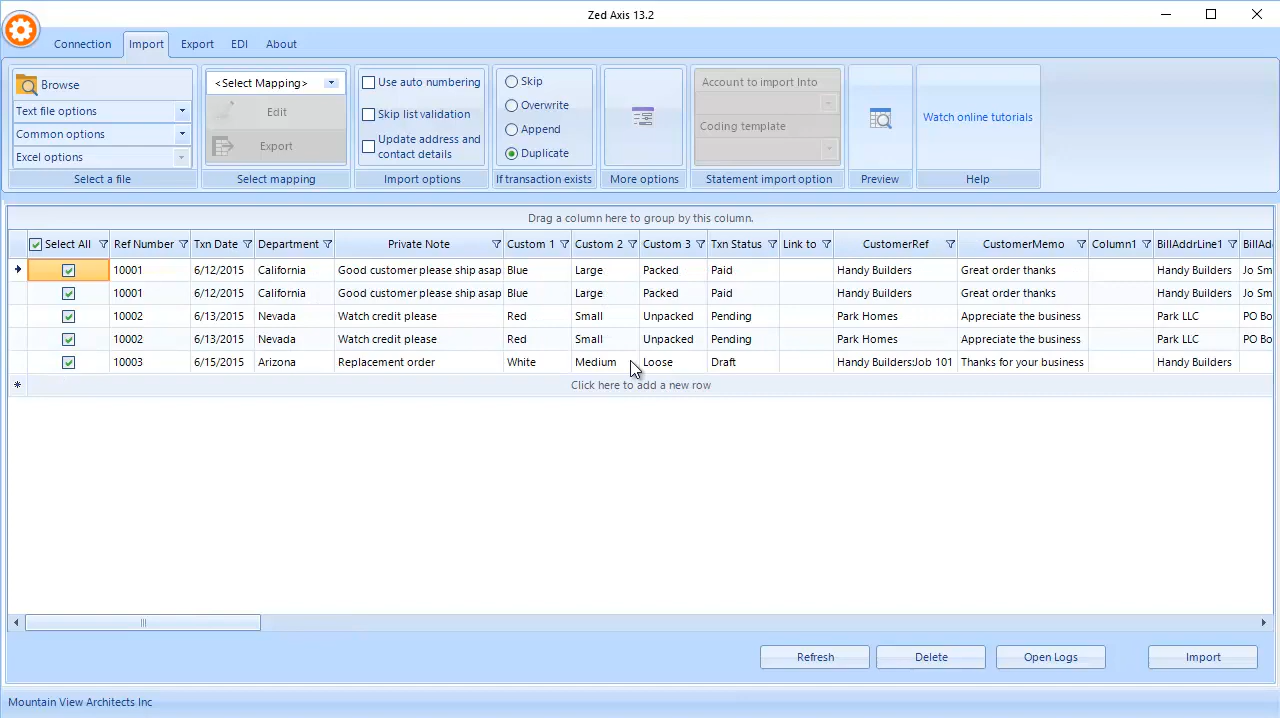 Zed Axis 13.2
Connection Import Export EDI About
Browse
Text file options
Common options
Excel options
Select a file
<Select Mapping>
Edit
Export
Select mapping
Use auto numbering
Skip list validation
Update address and
contact details
Import options
Skip
Overwrite
Append
Duplicate
If transaction exists
More options
Account to import Into
Coding template
Statement import option
Preview
Watch online tutorials
Help
Drag a column here to group by this column.
Select All Ref Number Txn Date Department Private Note Custom 1 Custom 2 Custom 3 Txn Status Link to CustomerRef CustomerMemo Column1 BillAddrLine1 BillAd
10001 6/12/2015 California Good customer please ship asap Blue Large Packed Paid Handy Builders Great order thanks Handy Builders Jo Sm
10001 6/12/2015 California Good customer please ship asap Blue Large Packed Paid Handy Builders Great order thanks Handy Builders Jo Sm
10002 6/13/2015 Nevada Watch credit please Red Small Unpacked Pending Park Homes Appreciate the business Park LLC PO Bo
10002 6/13/2015 Nevada Watch credit please Red Small Unpacked Pending Park Homes Appreciate the business Park LLC PO Bo
10003 6/15/2015 Arizona Replacement order White Medium Loose Draft Handy Builders:Job 101 Thanks for your business Handy Builders
Click here to add a new row
Refresh Delete Open Logs Import
Mountain View Architects Inc